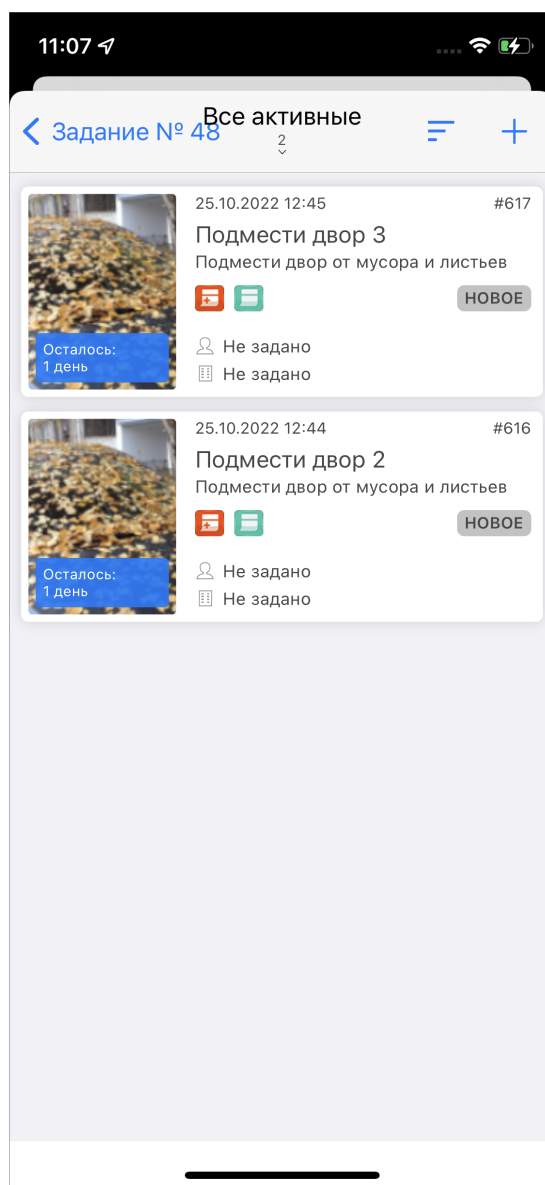 11:07
Задание № 48
Все активные
2
25.10.2022 12:45 #617
Подмести двор 3
Подмести двор от мусора и листьев
НОВОЕ
Осталось:
1 день
Не задано
Не задано
25.10.2022 12:44 #616
Подмести двор 2
Подмести двор от мусора и листьев
НОВОЕ
Осталось:
1 день
Не задано
Не задано